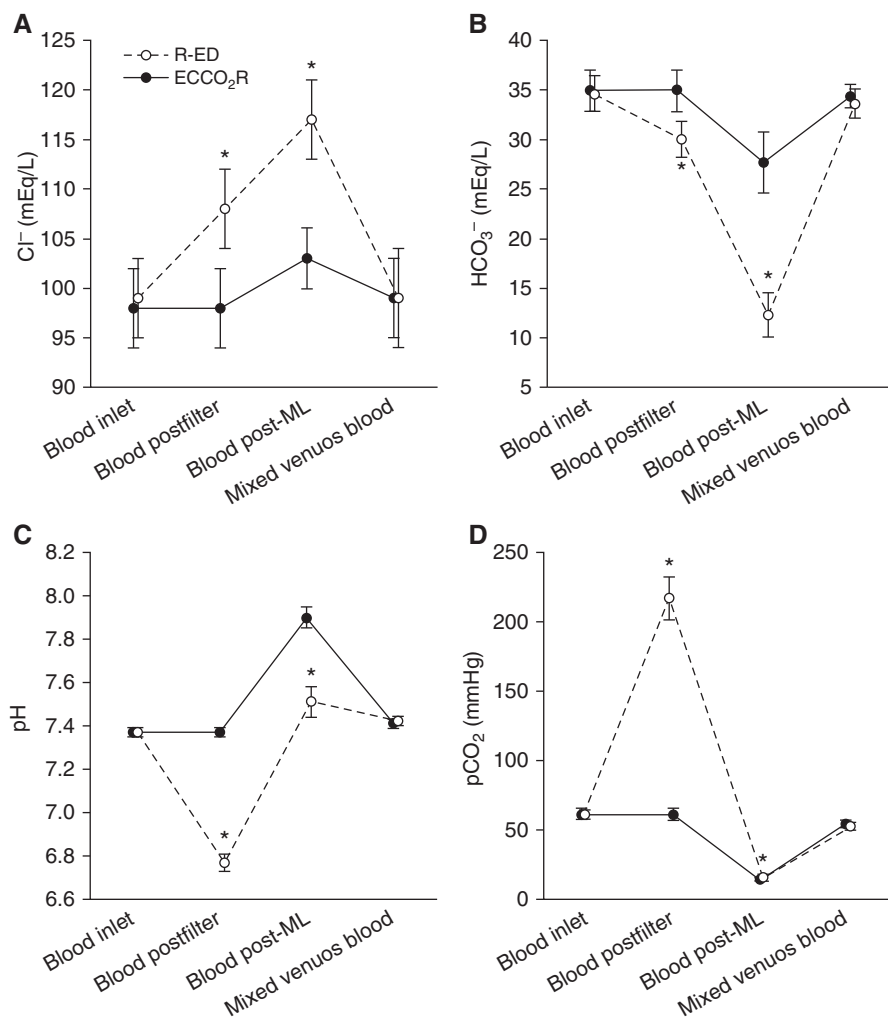 A
125
120
115
110
105
100
95
90
Cl⁻ (mEq/L)
R-ED
ECCO₂R
*
*
Blood inlet
Blood postfilter
Blood post-ML
Mixed venuos blood
B
40
35
30
25
20
15
10
5
HCO₃⁻ (mEq/L)
*
*
Blood inlet
Blood postfilter
Blood post-ML
Mixed venuos blood
C
8.2
8.0
7.8
7.6
7.4
7.2
7.0
6.8
6.6
pH
*
*
Blood inlet
Blood postfilter
Blood post-ML
Mixed venuos blood
D
250
200
150
100
50
0
pCO₂ (mmHg)
*
*
Blood inlet
Blood postfilter
Blood post-ML
Mixed venuos blood